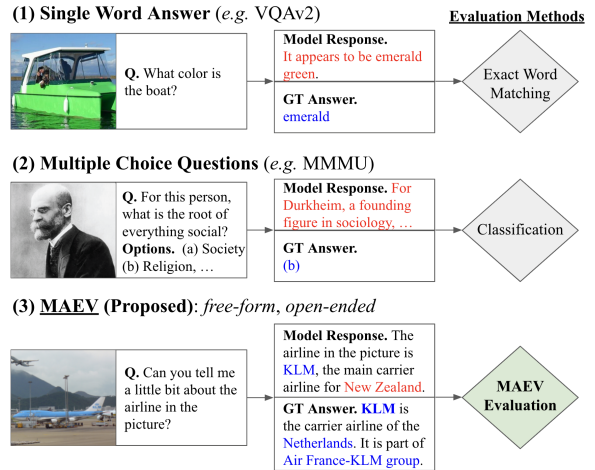 (1) Single Word Answer (e.g. VQAv2)
Evaluation Methods
Q. What color is
the boat?
Model Response.
It appears to be emerald
green.
GT Answer.
emerald
Exact Word
Matching
(2) Multiple Choice Questions (e.g. MMMU)
Q. For this person,
what is the root of
everything social?
Options. (a) Society
(b) Religion, …
Model Response. For
Durkheim, a founding
figure in sociology, …
GT Answer.
(b)
Classification
(3) MAEV (Proposed): free-form, open-ended
Q. Can you tell me
a little bit about the
airline in the
picture?
Model Response. The
airline in the picture is
KLM, the main carrier
airline for New Zealand.
GT Answer. KLM is
the carrier airline of the
Netherlands. It is part of
Air France-KLM group.
MAEV
Evaluation